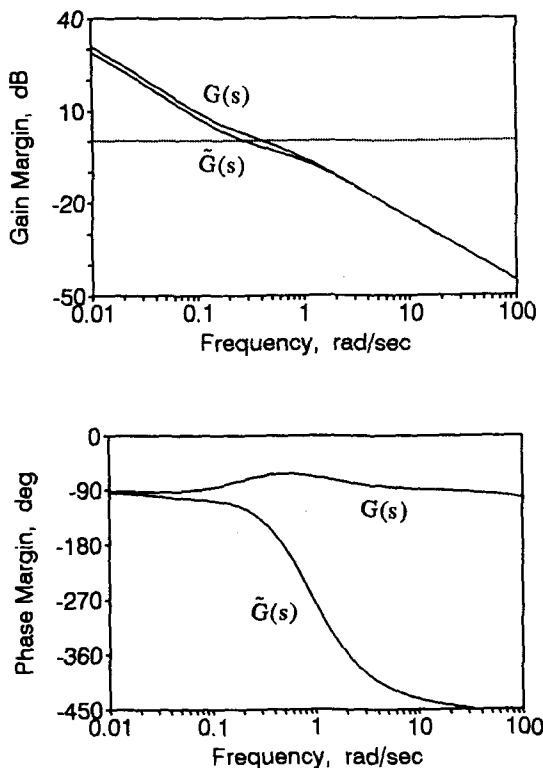 40
10
-20
-50
Gain Margin, dB
G(s)
G̃(s)
0.01 0.1 1 10 100
Frequency, rad/sec
0
-90
-180
-270
-360
-450
Phase Margin, deg
G(s)
G̃(s)
0.01 0.1 1 10 100
Frequency, rad/sec